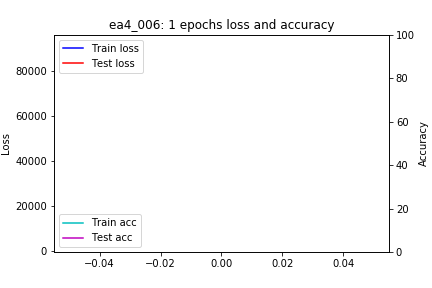 ea4_006: 1 epochs loss and accuracy
Train loss
Test loss
Train acc
Test acc
Loss
80000
60000
40000
20000
0
Accuracy
100
80
60
40
20
0
−0.04 −0.02 0.00 0.02 0.04